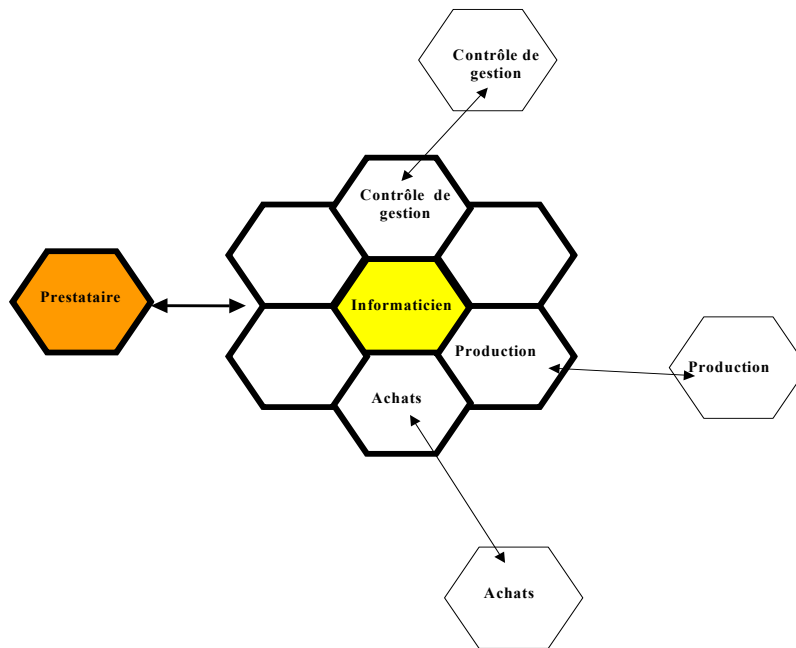 Contrôle de
gestion
Contrôle de
gestion
Prestataire
Informaticien
Production
Production
Achats
Achats